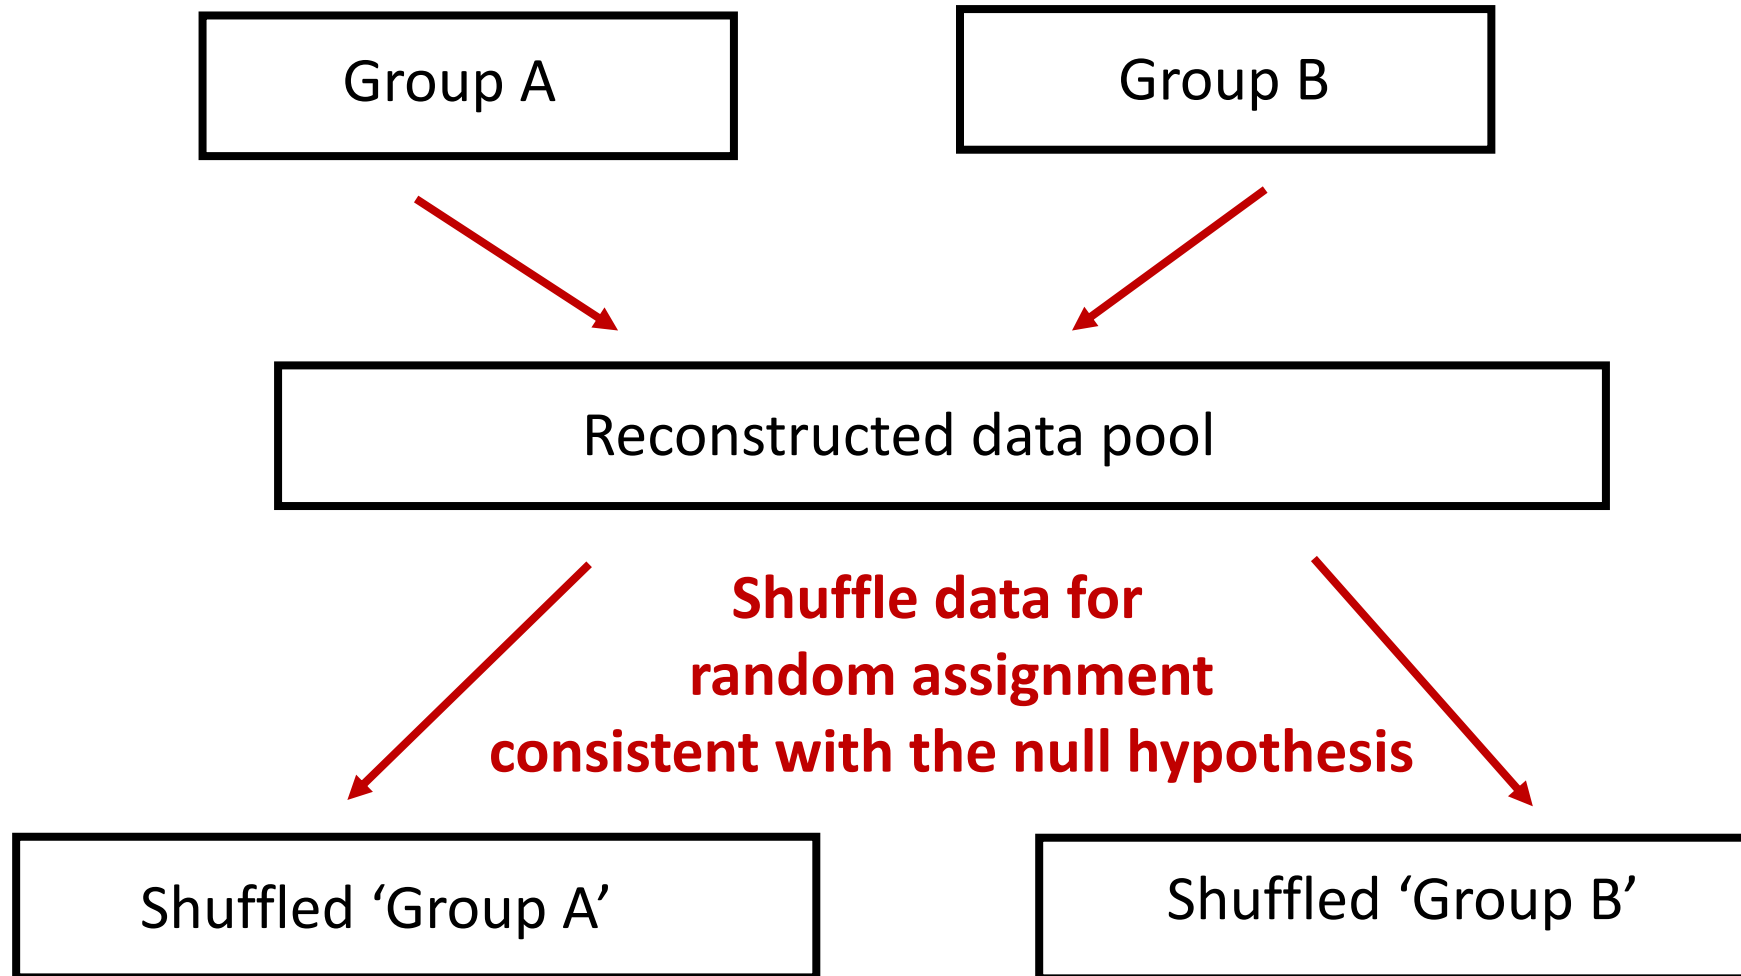 Group A
Group B
Reconstructed data pool
Shuffle data for
random assignment
consistent with the null hypothesis
Shuffled ‘Group A’
Shuffled ‘Group B’